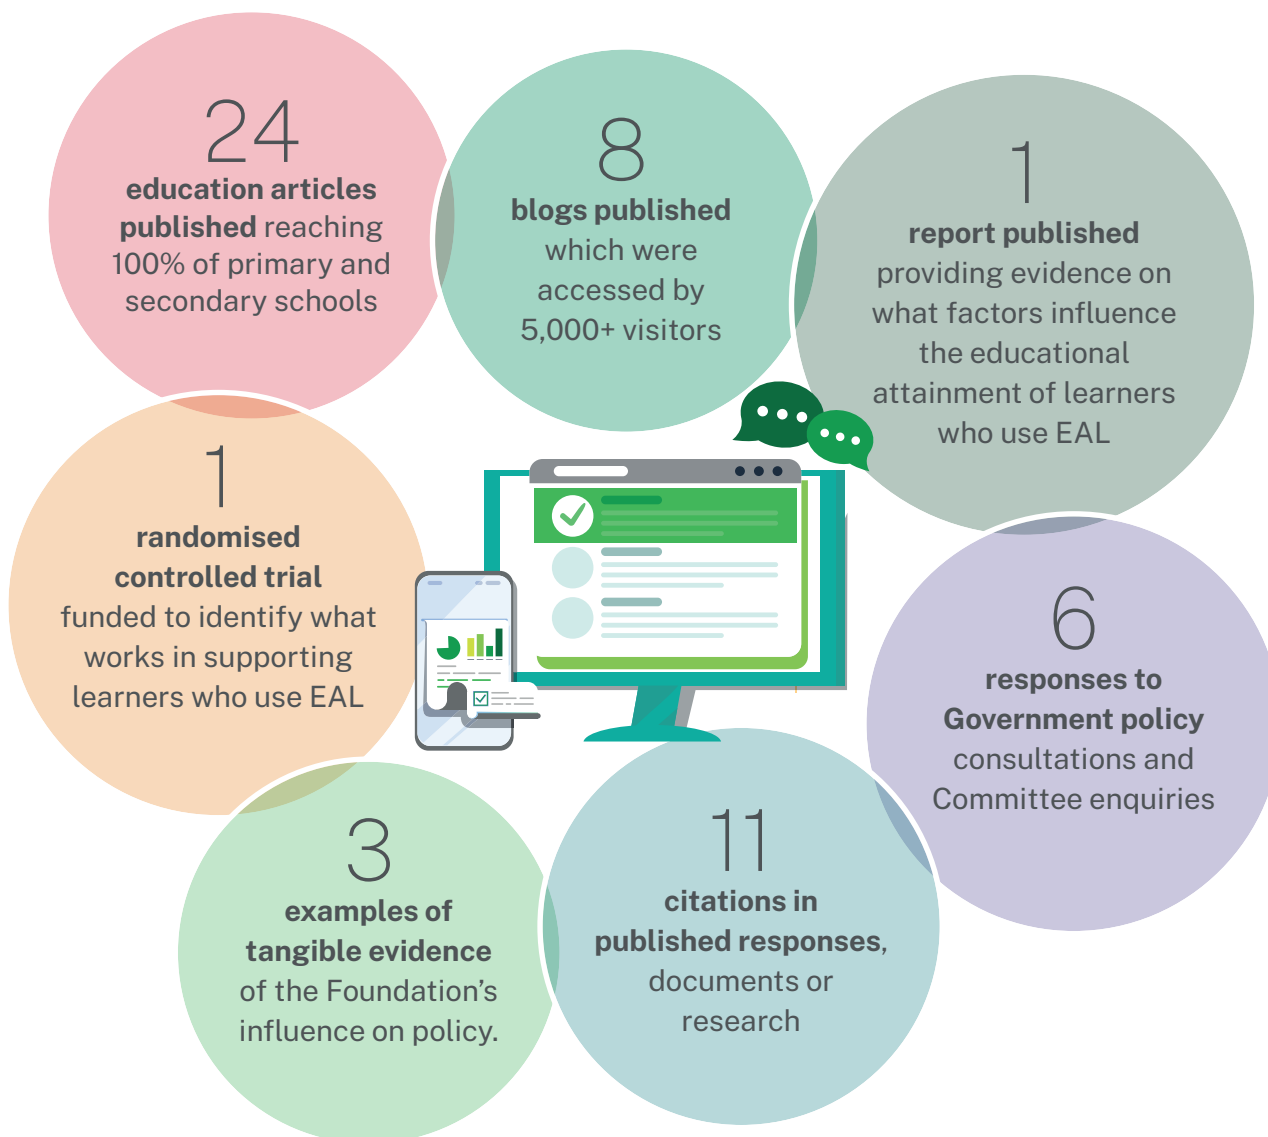 24
education articles
published reaching
100% of primary and
secondary schools
8
blogs published
which were
accessed by
5,000+ visitors
1
report published
providing evidence on
what factors influence
the educational
attainment of learners
who use EAL
1
randomised
controlled trial
funded to identify what
works in supporting
learners who use EAL
6
responses to
Government policy
consultations and
Committee enquiries
3
examples of
tangible evidence
of the Foundation’s
influence on policy.
11
citations in
published responses,
documents or
research